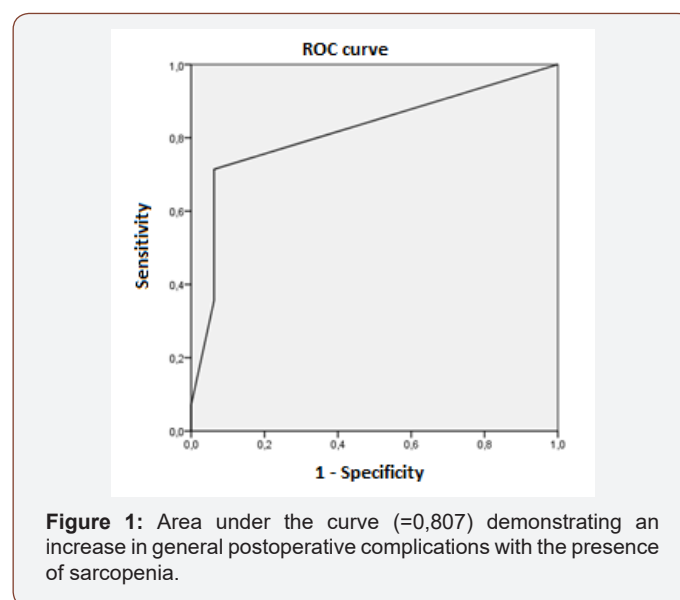 ROC curve
Sensitivity
1,0
0,8
0,6
0,4
0,2
0,0
0,0 0,2 0,4 0,6 0,8 1,0
1 - Specificity
Figure 1: Area under the curve (=0,807) demonstrating an
increase in general postoperative complications with the presence
of sarcopenia.